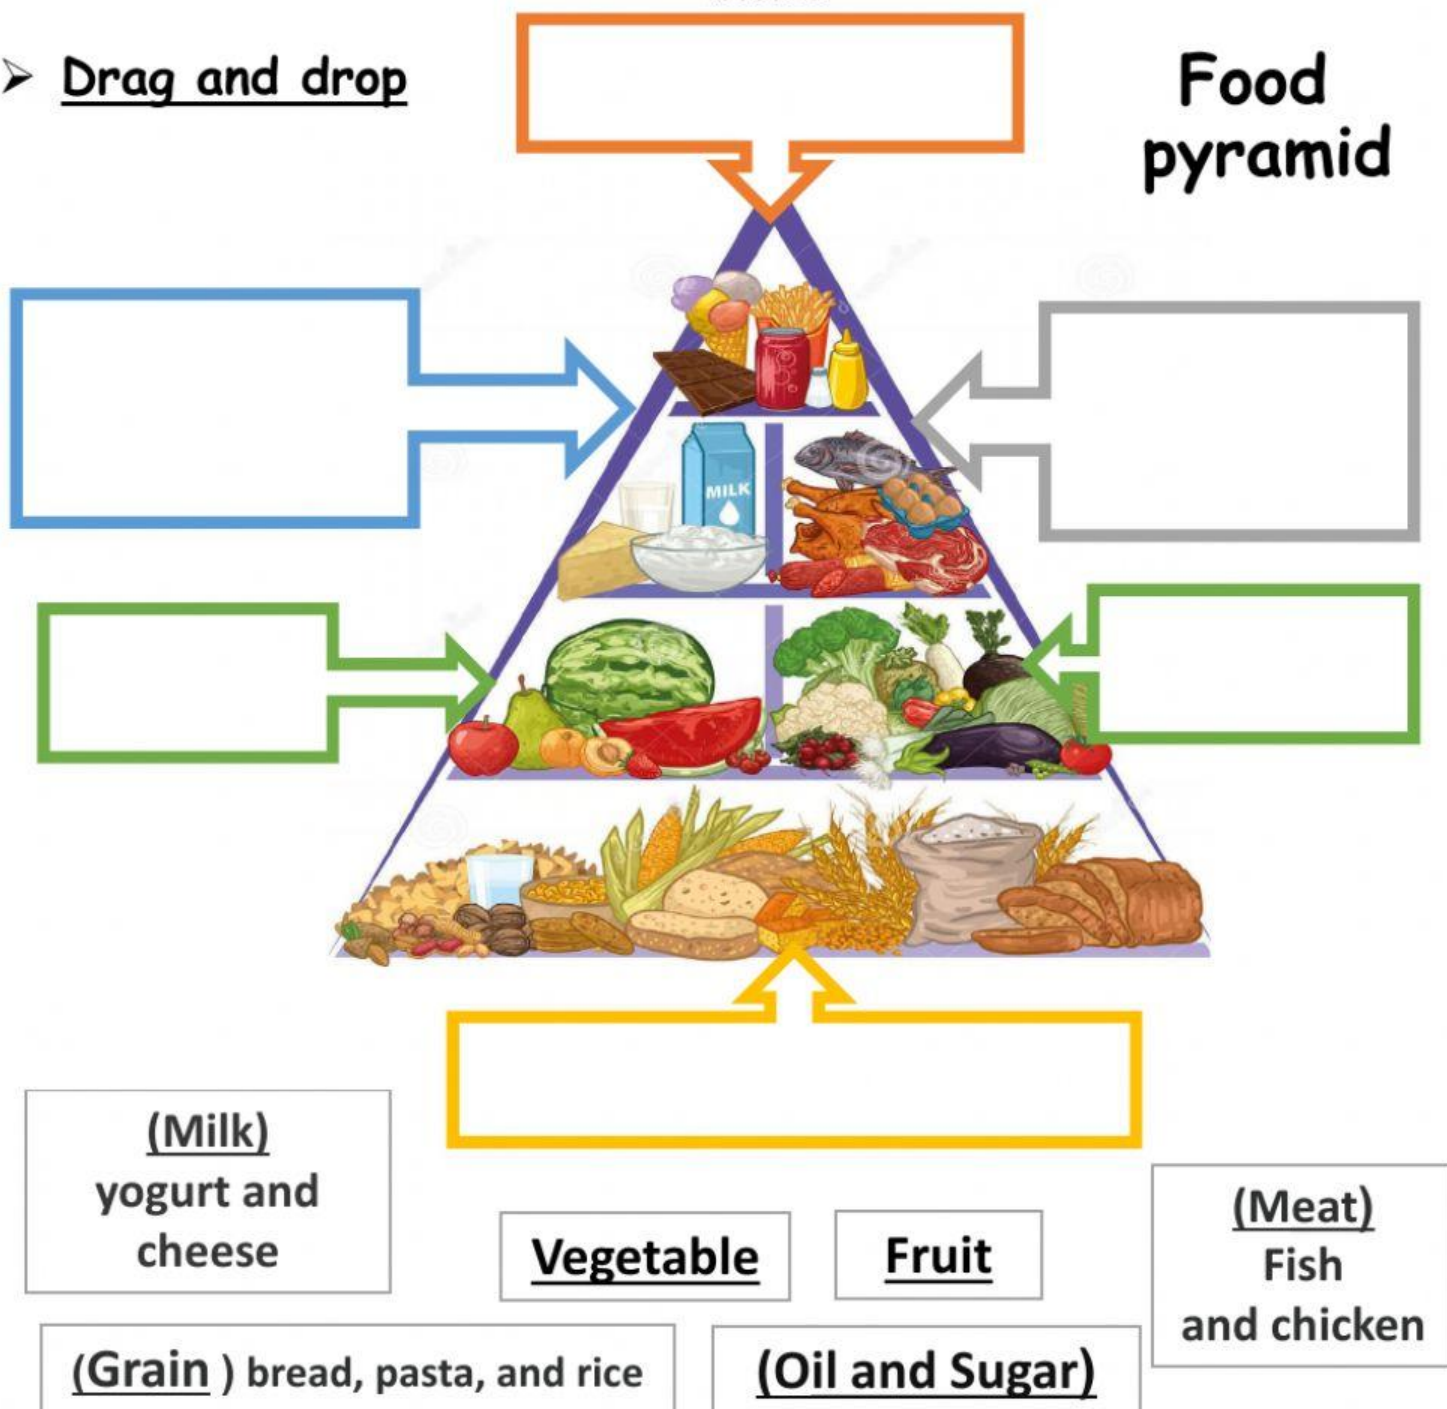 ➢ Drag and drop
Food
pyramid
MILK
(Milk)
yogurt and
cheese
Vegetable
Fruit
(Meat)
Fish
and chicken
(Grain ) bread, pasta, and rice
(Oil and Sugar)